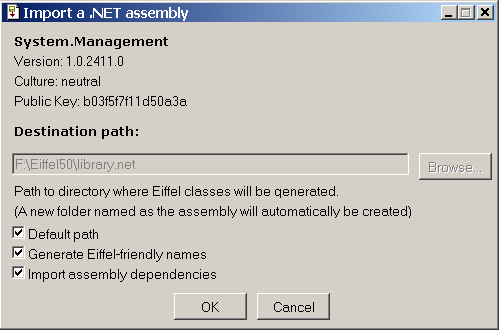 Import a .NET assembly
System.Management
Version: 1.0.2411.0
Culture: neutral
Public Key: b03f5f7f11d50a3a
Destination path:
F:\Eiffel50\library.net
Browse...
Path to directory where Eiffel classes will be generated.
(A new folder named as the assembly will automatically be created)
Default path
Generate Eiffel-friendly names
Import assembly dependencies
OK Cancel